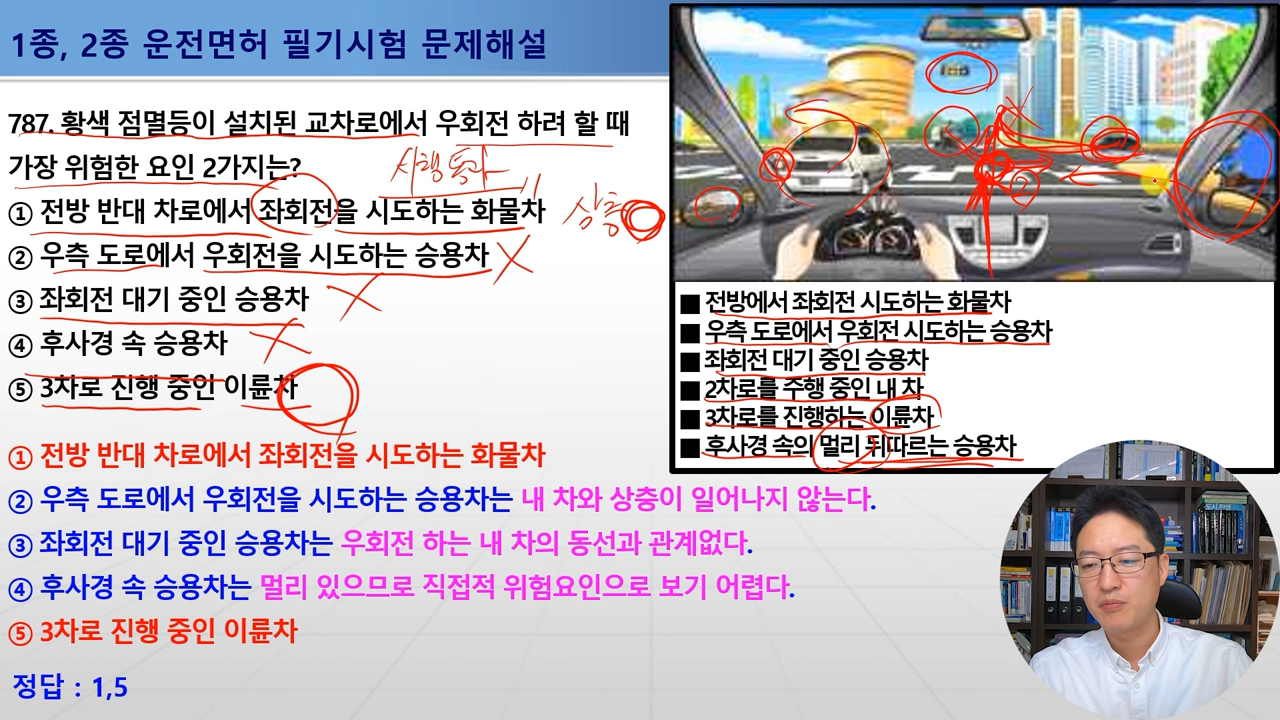 1종, 2종 운전면허 필기시험 문제해설
787. 황색 점멸등이 설치된 교차로에서 우회전 하려 할 때
가장 위험한 요인 2가지는?
서행 통과
① 전방 반대 차로에서 좌회전을 시도하는 화물차
상충
② 우측 도로에서 우회전을 시도하는 승용차
③ 좌회전 대기 중인 승용차
④ 후사경 속 승용차
⑤ 3차로 진행 중인 이륜차
① 전방 반대 차로에서 좌회전을 시도하는 화물차
② 우측 도로에서 우회전을 시도하는 승용차는 내 차와 상충이 일어나지 않는다.
③ 좌회전 대기 중인 승용차는 우회전 하는 내 차의 동선과 관계없다.
④ 후사경 속 승용차는 멀리 있으므로 직접적 위험요인으로 보기 어렵다.
⑤ 3차로 진행 중인 이륜차
정답 : 1,5
■ 전방에서 좌회전 시도하는 화물차
■ 우측 도로에서 우회전 시도하는 승용차
■ 좌회전 대기 중인 승용차
■ 2차로를 주행 중인 내 차
■ 3차로를 진행하는 이륜차
■ 후사경 속의 멀리 뒤따르는 승용차